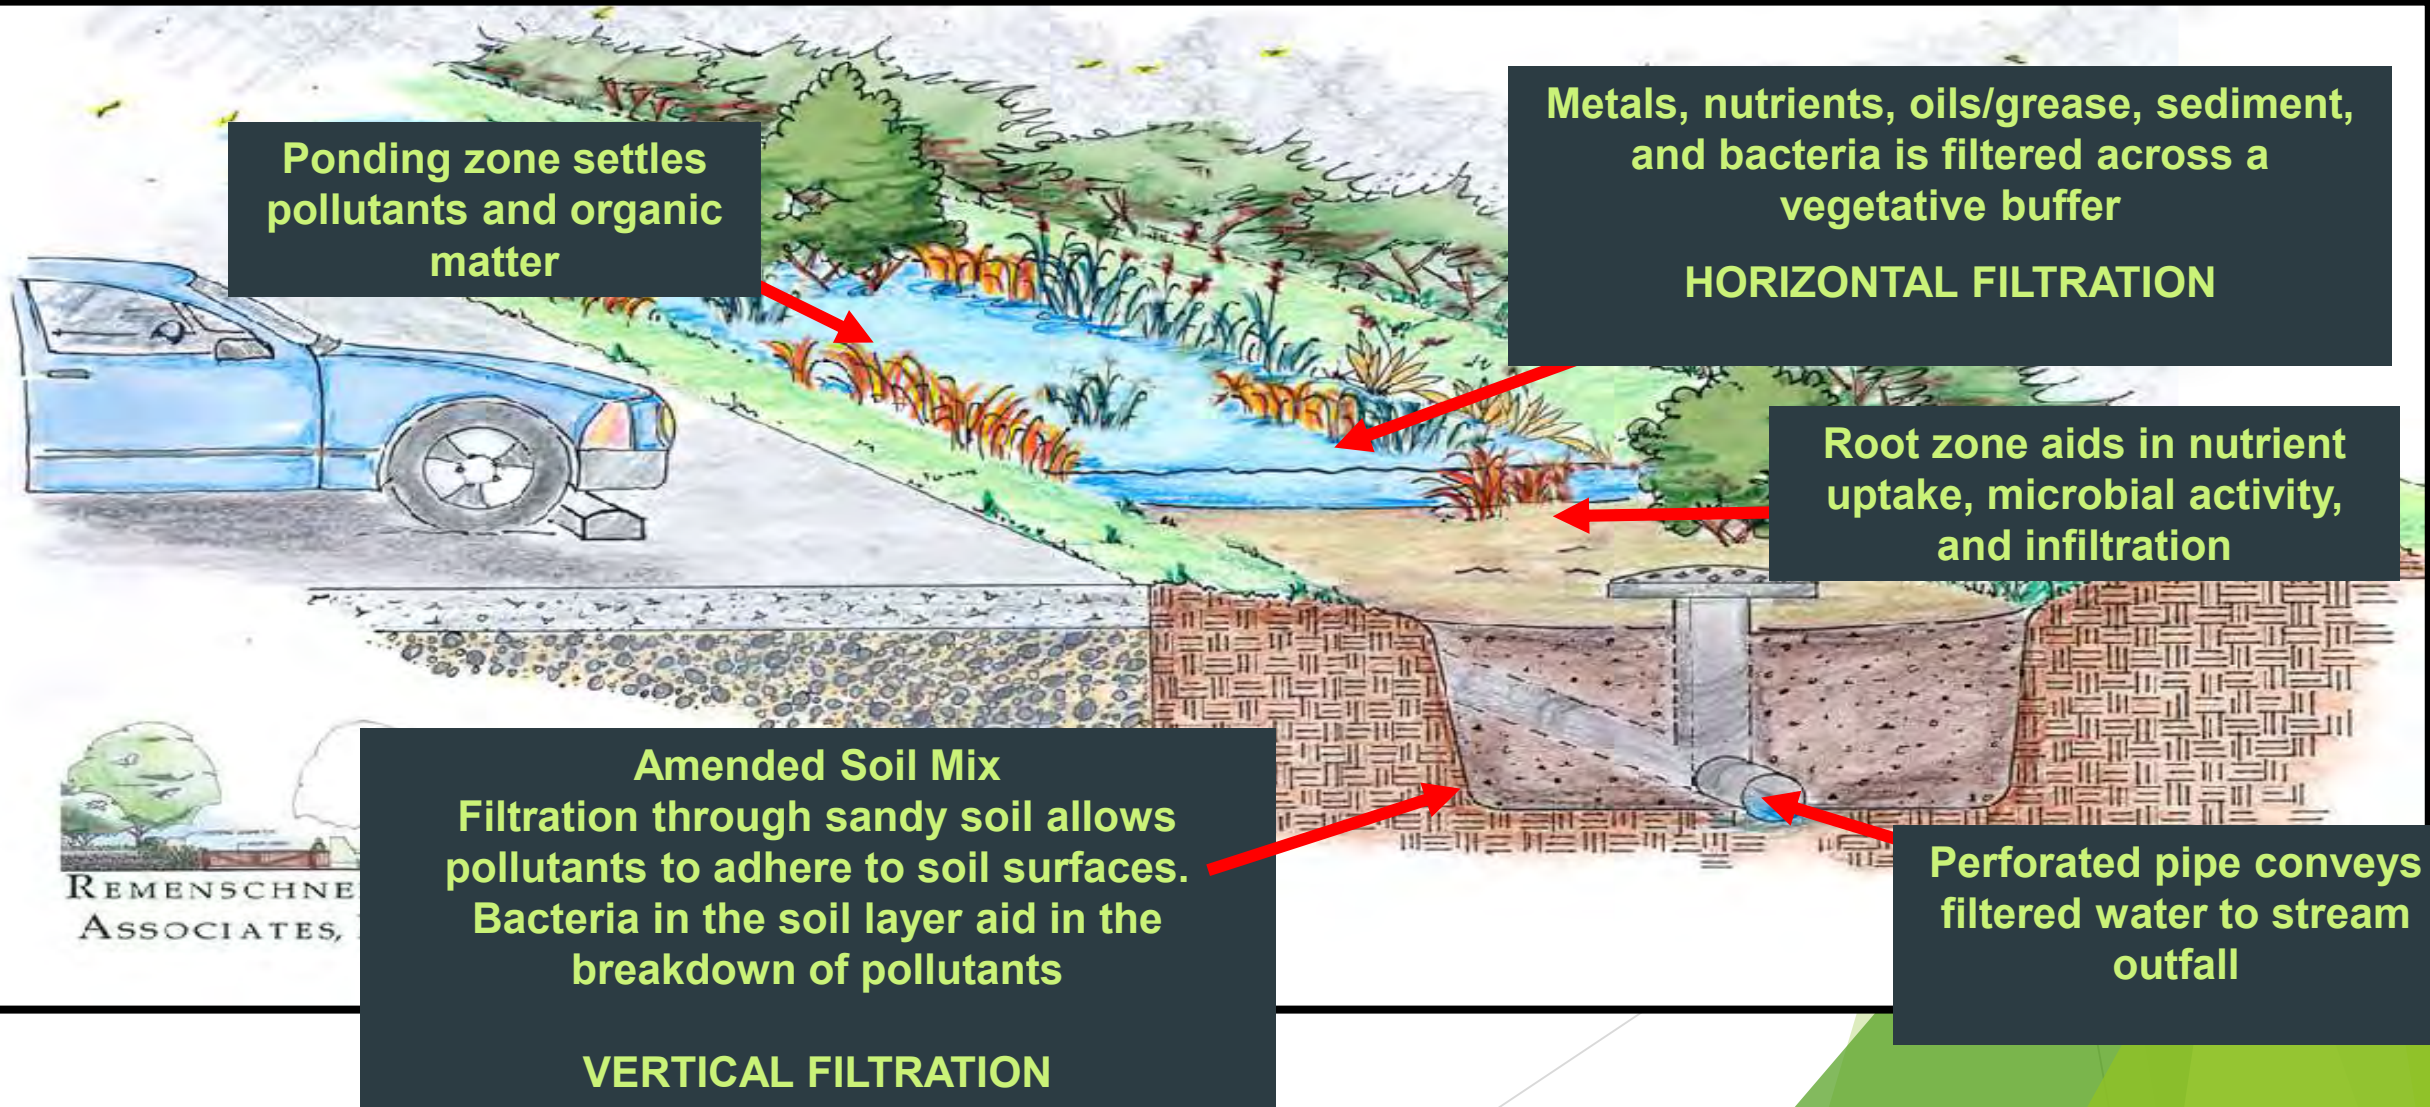 Ponding zone settles
pollutants and organic
matter
Metals, nutrients, oils/grease, sediment,
and bacteria is filtered across a
vegetative buffer
HORIZONTAL FILTRATION
Root zone aids in nutrient
uptake, microbial activity,
and infiltration
Amended Soil Mix
Filtration through sandy soil allows
pollutants to adhere to soil surfaces.
Bacteria in the soil layer aid in the
breakdown of pollutants
VERTICAL FILTRATION
Perforated pipe conveys
filtered water to stream
outfall
REMENSCHNE
ASSOCIATES,